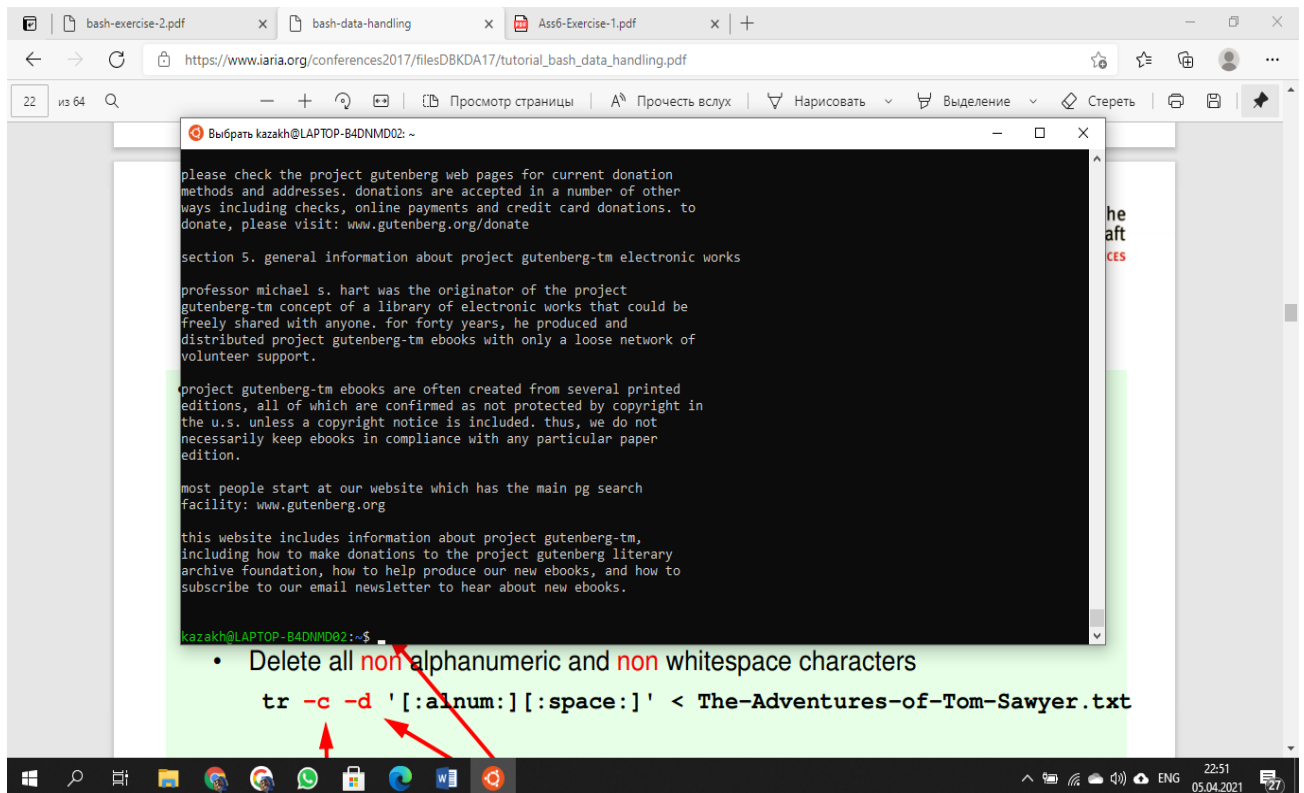 bash-exercise-2.pdf
bash-data-handling
Ass6-Exercise-1.pdf
https://www.iaria.org/conferences2017/filesDBKDA17/tutorial_bash_data_handling.pdf
22 из 64 Просмотр страницы Прочесть вслух Нарисовать Выделение Стереть
Выбрать kazakh@LAPTOP-B4DNMD02: ~
please check the project gutenberg web pages for current donation
methods and addresses. donations are accepted in a number of other
ways including checks, online payments and credit card donations. to
donate, please visit: www.gutenberg.org/donate
section 5. general information about project gutenberg-tm electronic works
professor michael s. hart was the originator of the project
gutenberg-tm concept of a library of electronic works that could be
freely shared with anyone. for forty years, he produced and
distributed project gutenberg-tm ebooks with only a loose network of
volunteer support.
project gutenberg-tm ebooks are often created from several printed
editions, all of which are confirmed as not protected by copyright in
the u.s. unless a copyright notice is included. thus, we do not
necessarily keep ebooks in compliance with any particular paper
edition.
most people start at our website which has the main pg search
facility: www.gutenberg.org
this website includes information about project gutenberg-tm,
including how to make donations to the project gutenberg literary
archive foundation, how to help produce our new ebooks, and how to
subscribe to our email newsletter to hear about new ebooks.
kazakh@LAPTOP-B4DNMD02:~$
he
aft
CES
• Delete all non alphanumeric and non whitespace characters
tr -c -d '[:alnum:][:space:]' < The-Adventures-of-Tom-Sawyer.txt
ENG
22:51
05.04.2021
27